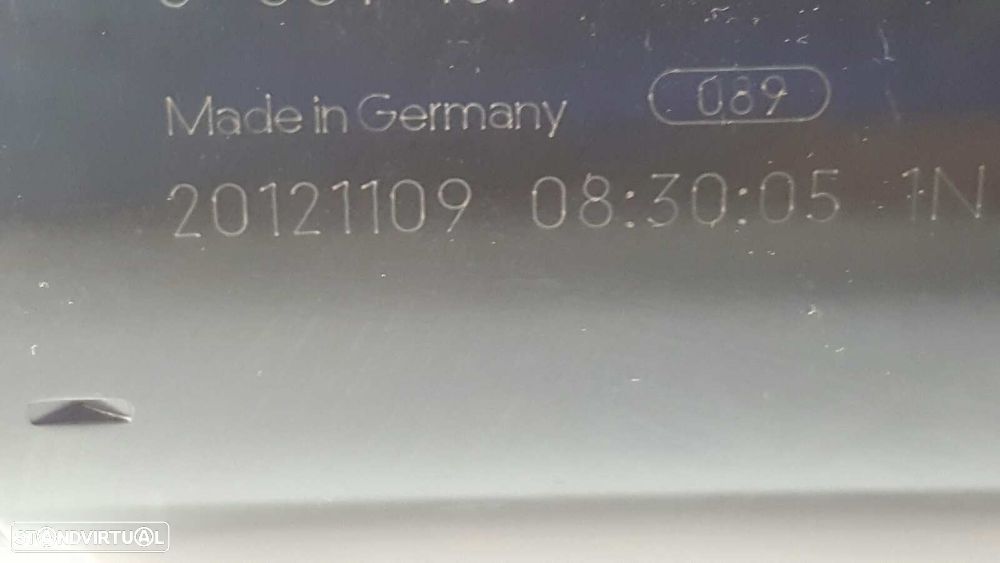 Made in Germany 089
20121109 08:30:05 1N
STANDVIRTUAL